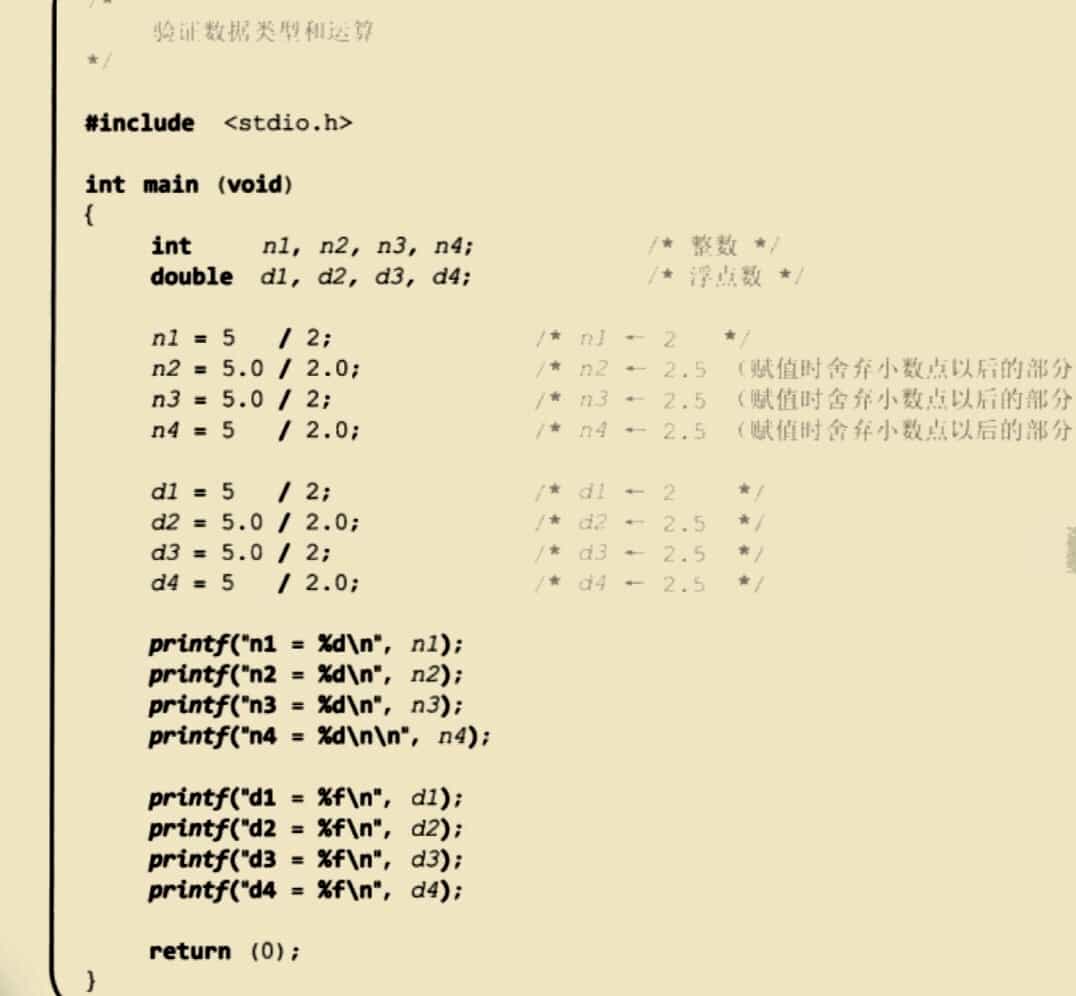 /*
验证数据类型和运算
*/
#include <stdio.h>
int main (void)
{
int n1, n2, n3, n4; /* 整数 */
double d1, d2, d3, d4; /* 浮点数 */
n1 = 5 / 2; /* n1 ← 2 */
n2 = 5.0 / 2.0; /* n2 ← 2.5 (赋值时舍弃小数点以后的部分
n3 = 5.0 / 2; /* n3 ← 2.5 (赋值时舍弃小数点以后的部分
n4 = 5 / 2.0; /* n4 ← 2.5 (赋值时舍弃小数点以后的部分
d1 = 5 / 2; /* d1 ← 2 */
d2 = 5.0 / 2.0; /* d2 ← 2.5 */
d3 = 5.0 / 2; /* d3 ← 2.5 */
d4 = 5 / 2.0; /* d4 ← 2.5 */
printf("n1 = %d\n", n1);
printf("n2 = %d\n", n2);
printf("n3 = %d\n", n3);
printf("n4 = %d\n\n", n4);
printf("d1 = %f\n", d1);
printf("d2 = %f\n", d2);
printf("d3 = %f\n", d3);
printf("d4 = %f\n", d4);
return (0);
}